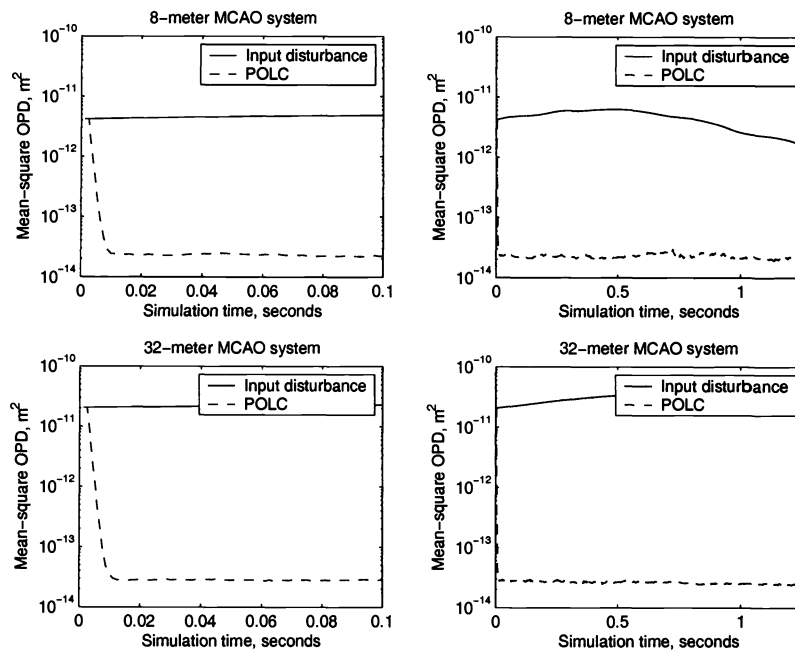 8−meter MCAO system
Mean−square OPD, m²
10⁻¹⁰
10⁻¹¹
10⁻¹²
10⁻¹³
10⁻¹⁴
Input disturbance
POLC
0 0.02 0.04 0.06 0.08 0.1
Simulation time, seconds
8−meter MCAO system
Mean−square OPD, m²
10⁻¹⁰
10⁻¹¹
10⁻¹²
10⁻¹³
10⁻¹⁴
Input disturbance
POLC
0 0.5 1
Simulation time, seconds
32−meter MCAO system
Mean−square OPD, m²
10⁻¹⁰
10⁻¹¹
10⁻¹²
10⁻¹³
10⁻¹⁴
Input disturbance
POLC
0 0.02 0.04 0.06 0.08 0.1
Simulation time, seconds
32−meter MCAO system
Mean−square OPD, m²
10⁻¹⁰
10⁻¹¹
10⁻¹²
10⁻¹³
10⁻¹⁴
Input disturbance
POLC
0 0.5 1
Simulation time, seconds